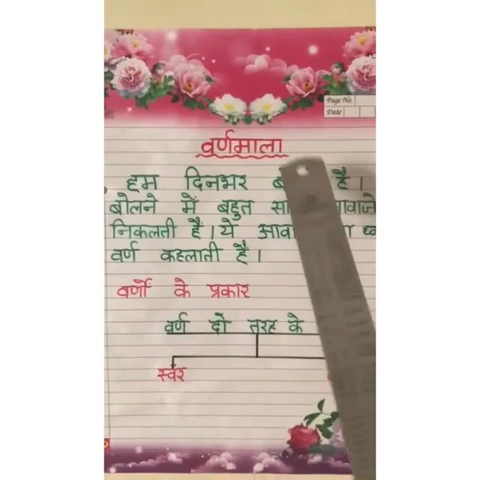 Page No.
Date
वर्णमाला
हम दिनभर है।
बोलने में बहुत
निकलती है। ये
वर्ण कहलाती है।
वर्णों के प्रकार
वर्ण दो तरह के
स्वर